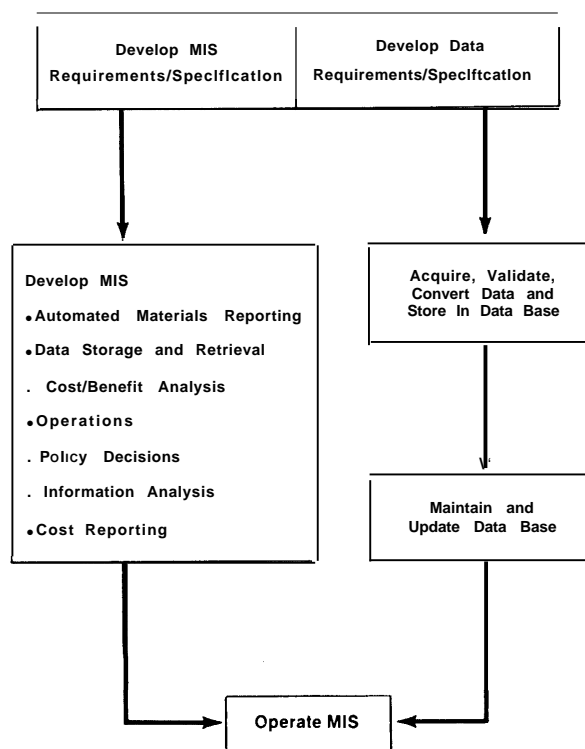 Develop MIS
Requirements/SpeclflcatIon
Develop Data
Requirements/Speclftcatlon
Develop MIS
•Automated Materials Reporting
•Data Storage and Retrieval
. Cost/Benefit Analysis
•Operations
. Policy Decisions
. Information Analysis
•Cost Reporting
Acquire, Validate,
Convert Data and
Store In Data Base
Maintain and
Update Data Base
Operate MIS